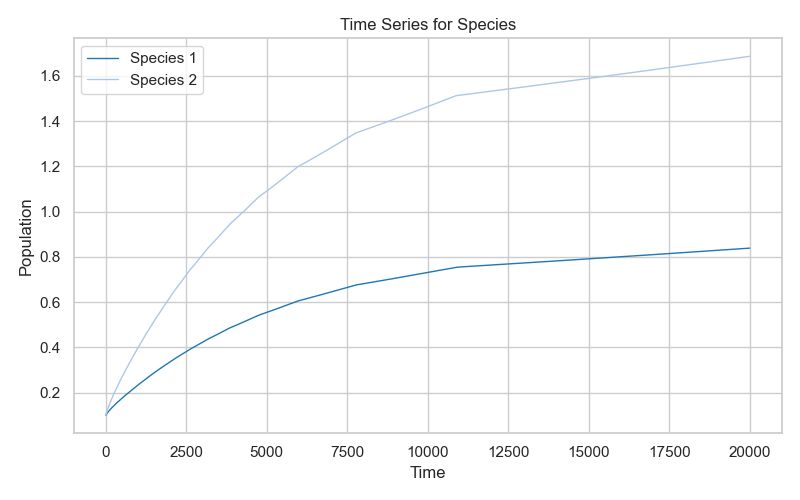 Time Series for Species
Species 1
Species 2
Population
1.6
1.4
1.2
1.0
0.8
0.6
0.4
0.2
0 2500 5000 7500 10000 12500 15000 17500 20000
Time